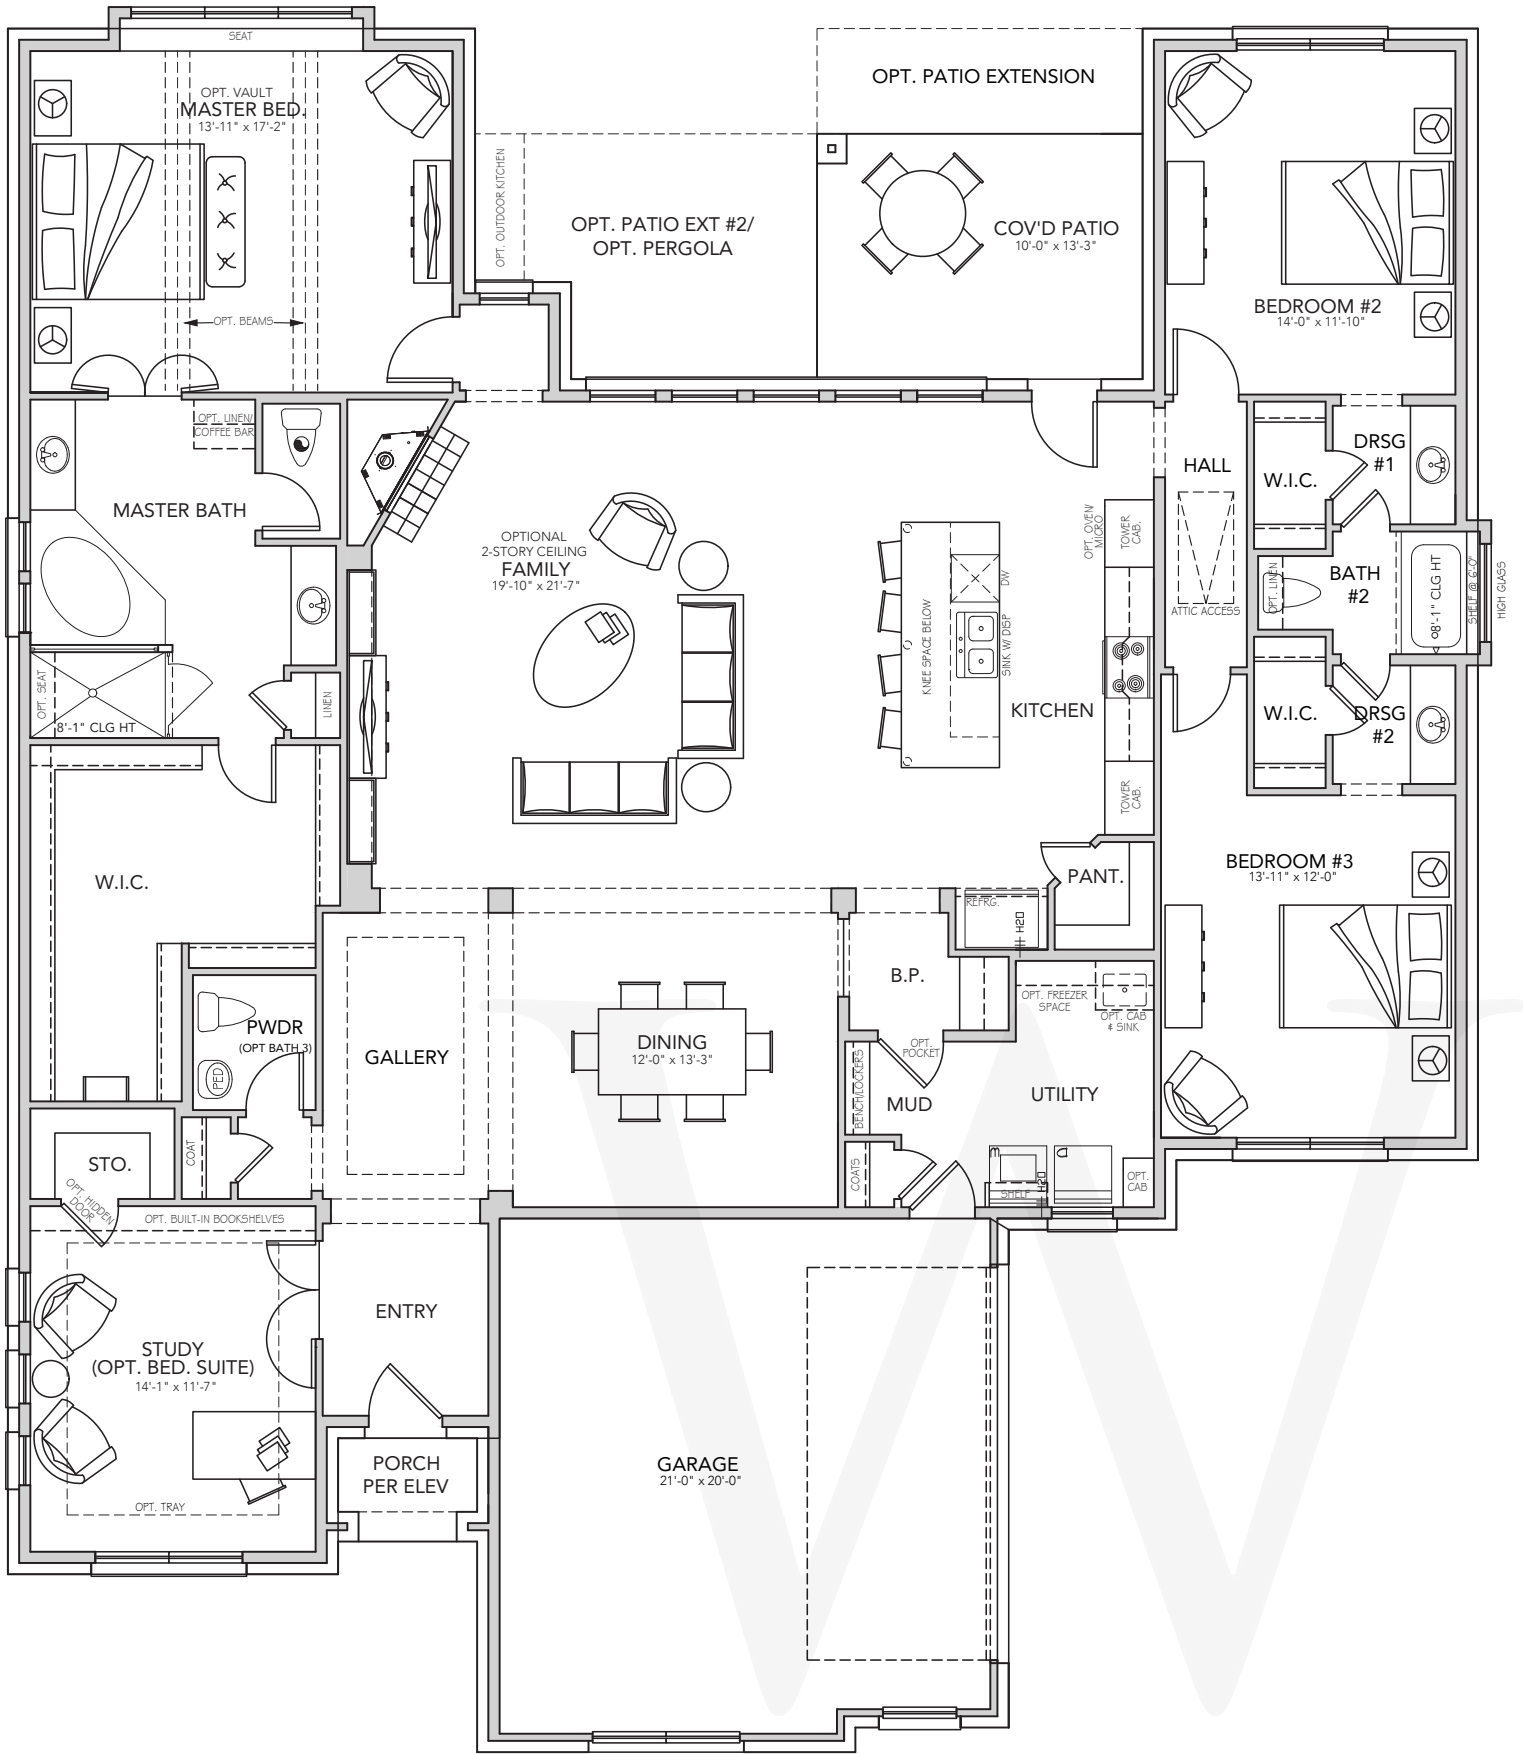 SEAT
OPT. VAULT
MASTER BED.
13'-11" x 17'-2"
OPT. BEAMS
OPT. OUTDOOR KITCHEN
OPT. PATIO EXT #2/
OPT. PERGOLA
OPT. PATIO EXTENSION
COV'D PATIO
10'-0" x 13'-3"
BEDROOM #2
14'-0" x 11'-10"
OPT. LINEN/
COFFEE BAR
MASTER BATH
OPT. SEAT
8'-1" CLG HT
LINEN
OPTIONAL
2-STORY CEILING
FAMILY
19'-10" x 21'-7"
KNEE SPACE BELOW
DW
SINK W/ DISP.
KITCHEN
OPT. OVEN/
MICRO
TOWER
CAB.
TOWER
CAB.
HALL
ATTIC ACCESS
W.I.C.
DRSG
#1
OPT. LINEN
BATH
#2
8'-1" CLG HT
SHELF @ 6'-0"
HIGH GLASS
W.I.C.
DRSG
#2
BEDROOM #3
13'-11" x 12'-0"
W.I.C.
PANT.
REFRG.
H2O
B.P.
OPT. FREEZER
SPACE
OPT. CAB
& SINK
PWDR
(OPT BATH 3)
PED
GALLERY
DINING
12'-0" x 13'-3"
OPT.
POCKET
BENCH/LOCKERS
MUD
UTILITY
COAT
STO.
OPT. HIDDEN
DOOR
COATS
SHELF
H2O
D
OPT.
CAB
OPT. BUILT-IN BOOKSHELVES
ENTRY
STUDY
(OPT. BED. SUITE)
14'-1" x 11'-7"
OPT. TRAY
PORCH
PER ELEV
GARAGE
21'-0" x 20'-0"
W